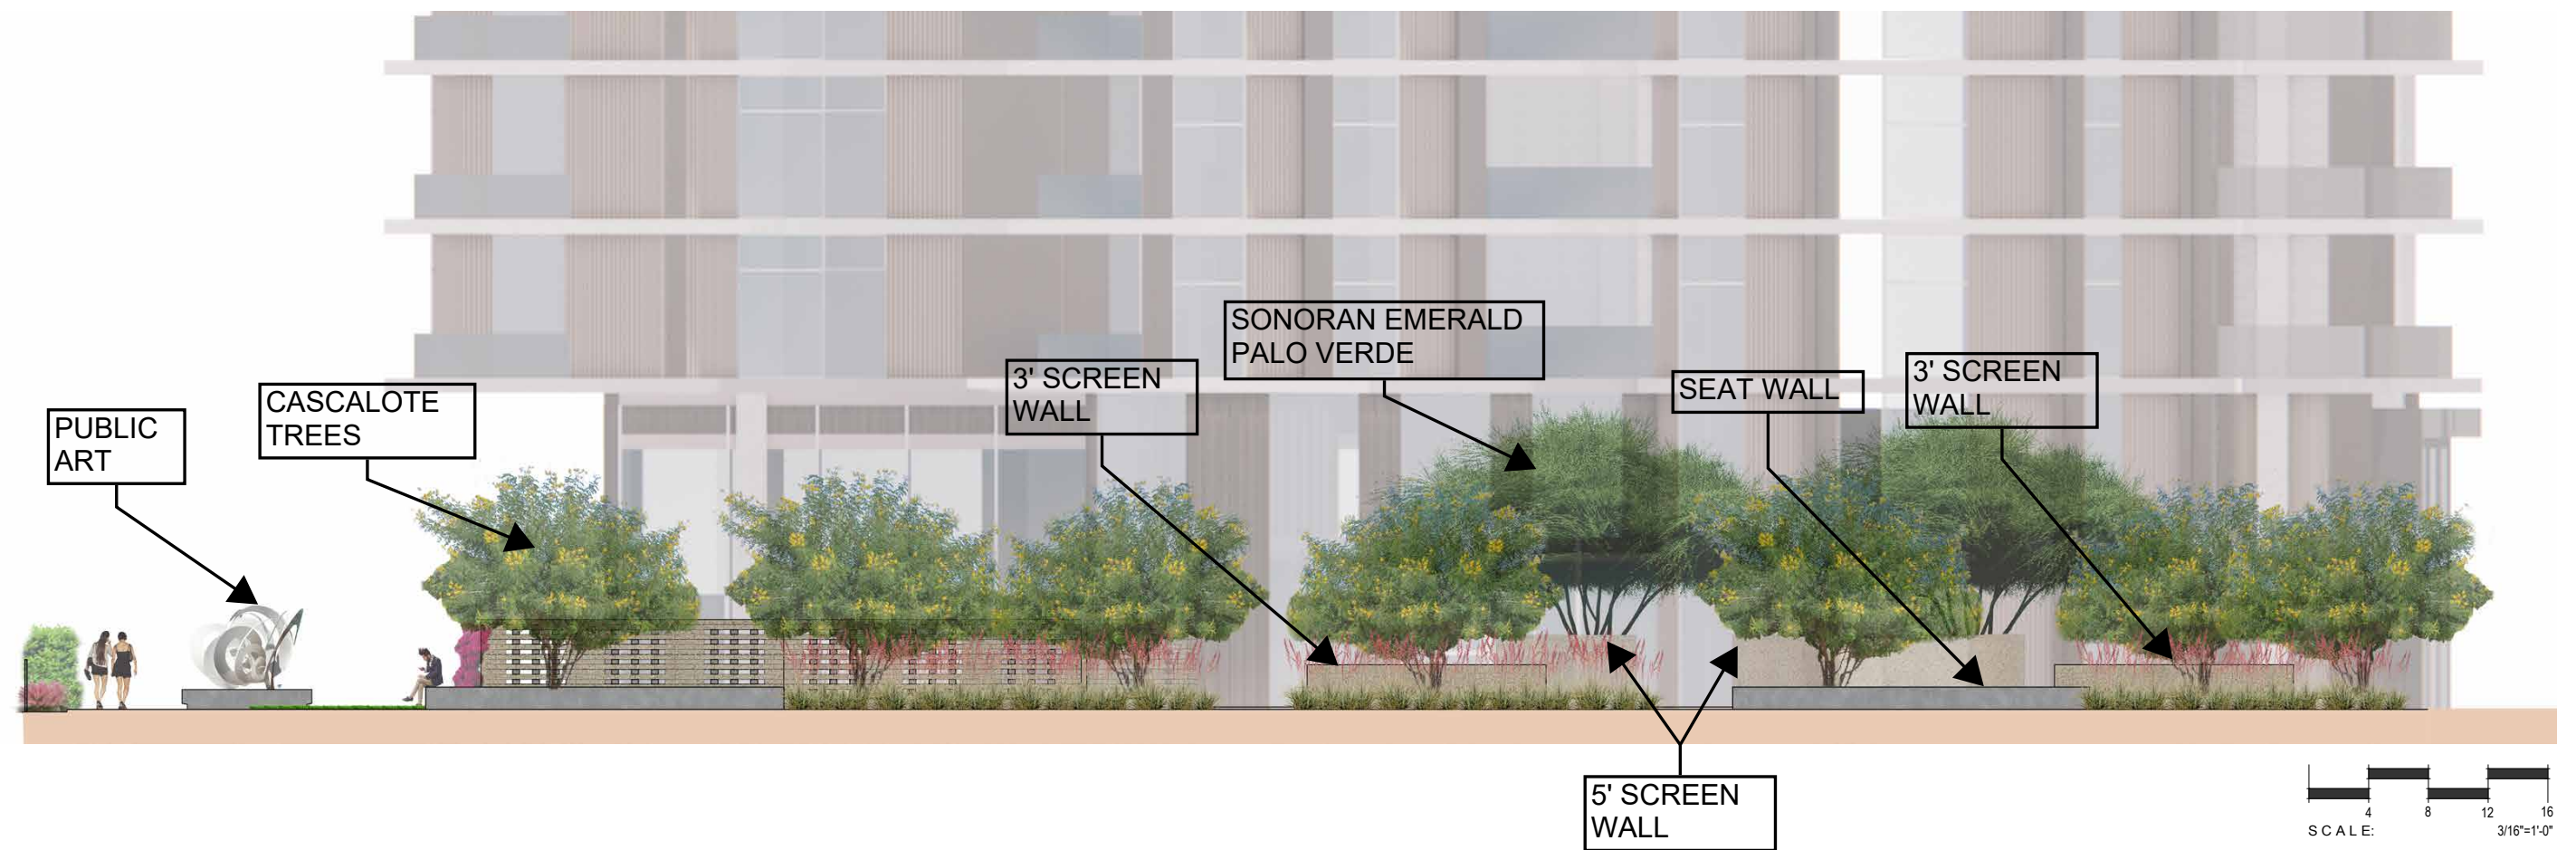 PUBLIC
ART
CASCALOTE
TREES
3' SCREEN
WALL
SONORAN EMERALD
PALO VERDE
SEAT WALL
3' SCREEN
WALL
5' SCREEN
WALL
4 8 12 16
SCALE: 3/16"=1'-0"